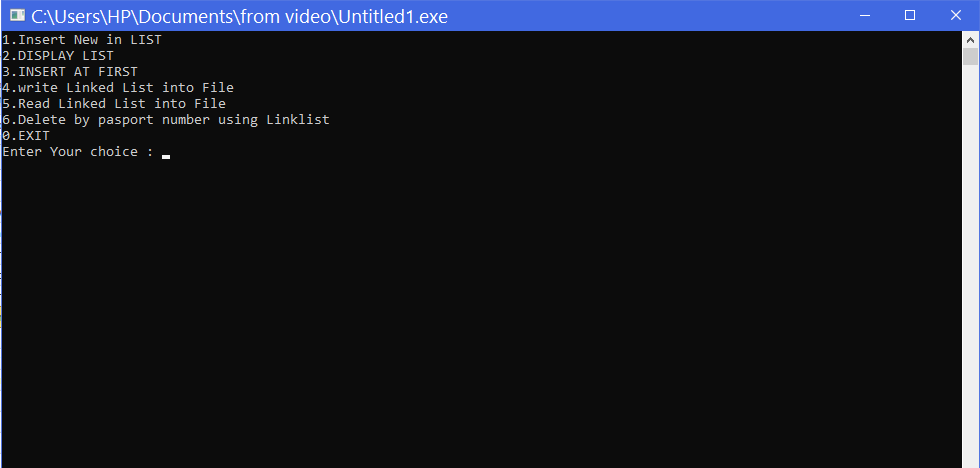 C:\Users\HP\Documents\from video\Untitled1.exe
1.Insert New in LIST
2.DISPLAY LIST
3.INSERT AT FIRST
4.write Linked List into File
5.Read Linked List into File
6.Delete by pasport number using Linklist
0.EXIT
Enter Your choice :